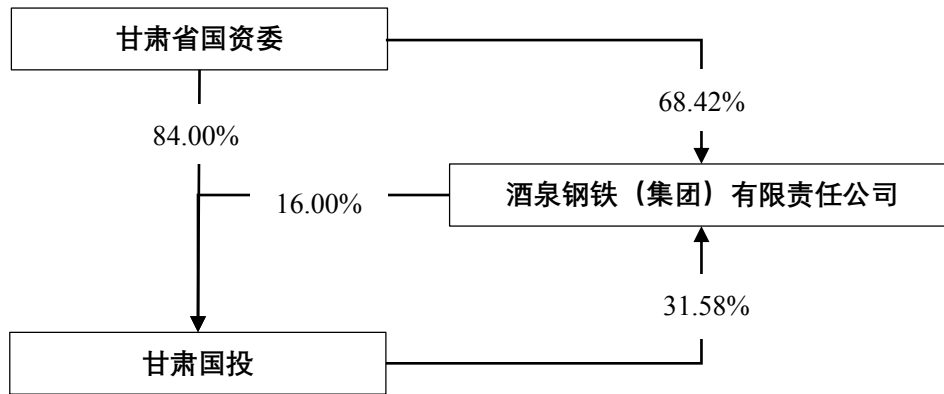 甘肃省国资委
68.42%
84.00%
酒泉钢铁（集团）有限责任公司
16.00%
31.58%
甘肃国投